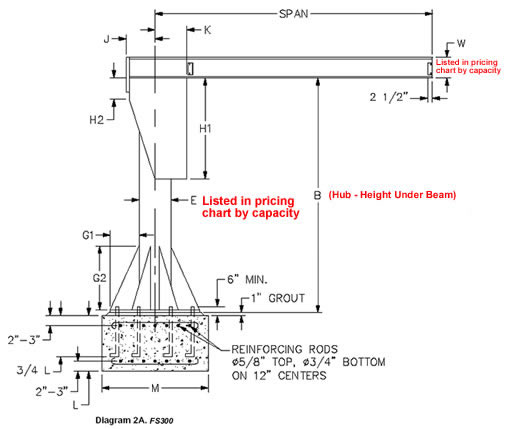 SPAN
J
K
W
Listed in pricing
chart by capacity
2 1/2"
H2
H1
B
(Hub - Height Under Beam)
E
Listed in pricing
chart by capacity
G1
G2
6" MIN.
1" GROUT
2"-3"
3/4 L
2"-3"
L
M
REINFORCING RODS
ø5/8" TOP, ø3/4" BOTTOM
ON 12" CENTERS
Diagram 2A. FS300